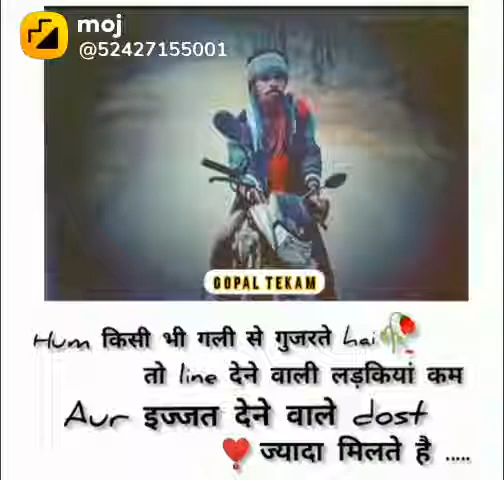 moj
@52427155001
GOPAL TEKAM
Hum किसी भी गली से गुजरते hai
तो line देने वाली लड़कियां कम
Aur इज्जत देने वाले dost
ज्यादा मिलते है .....